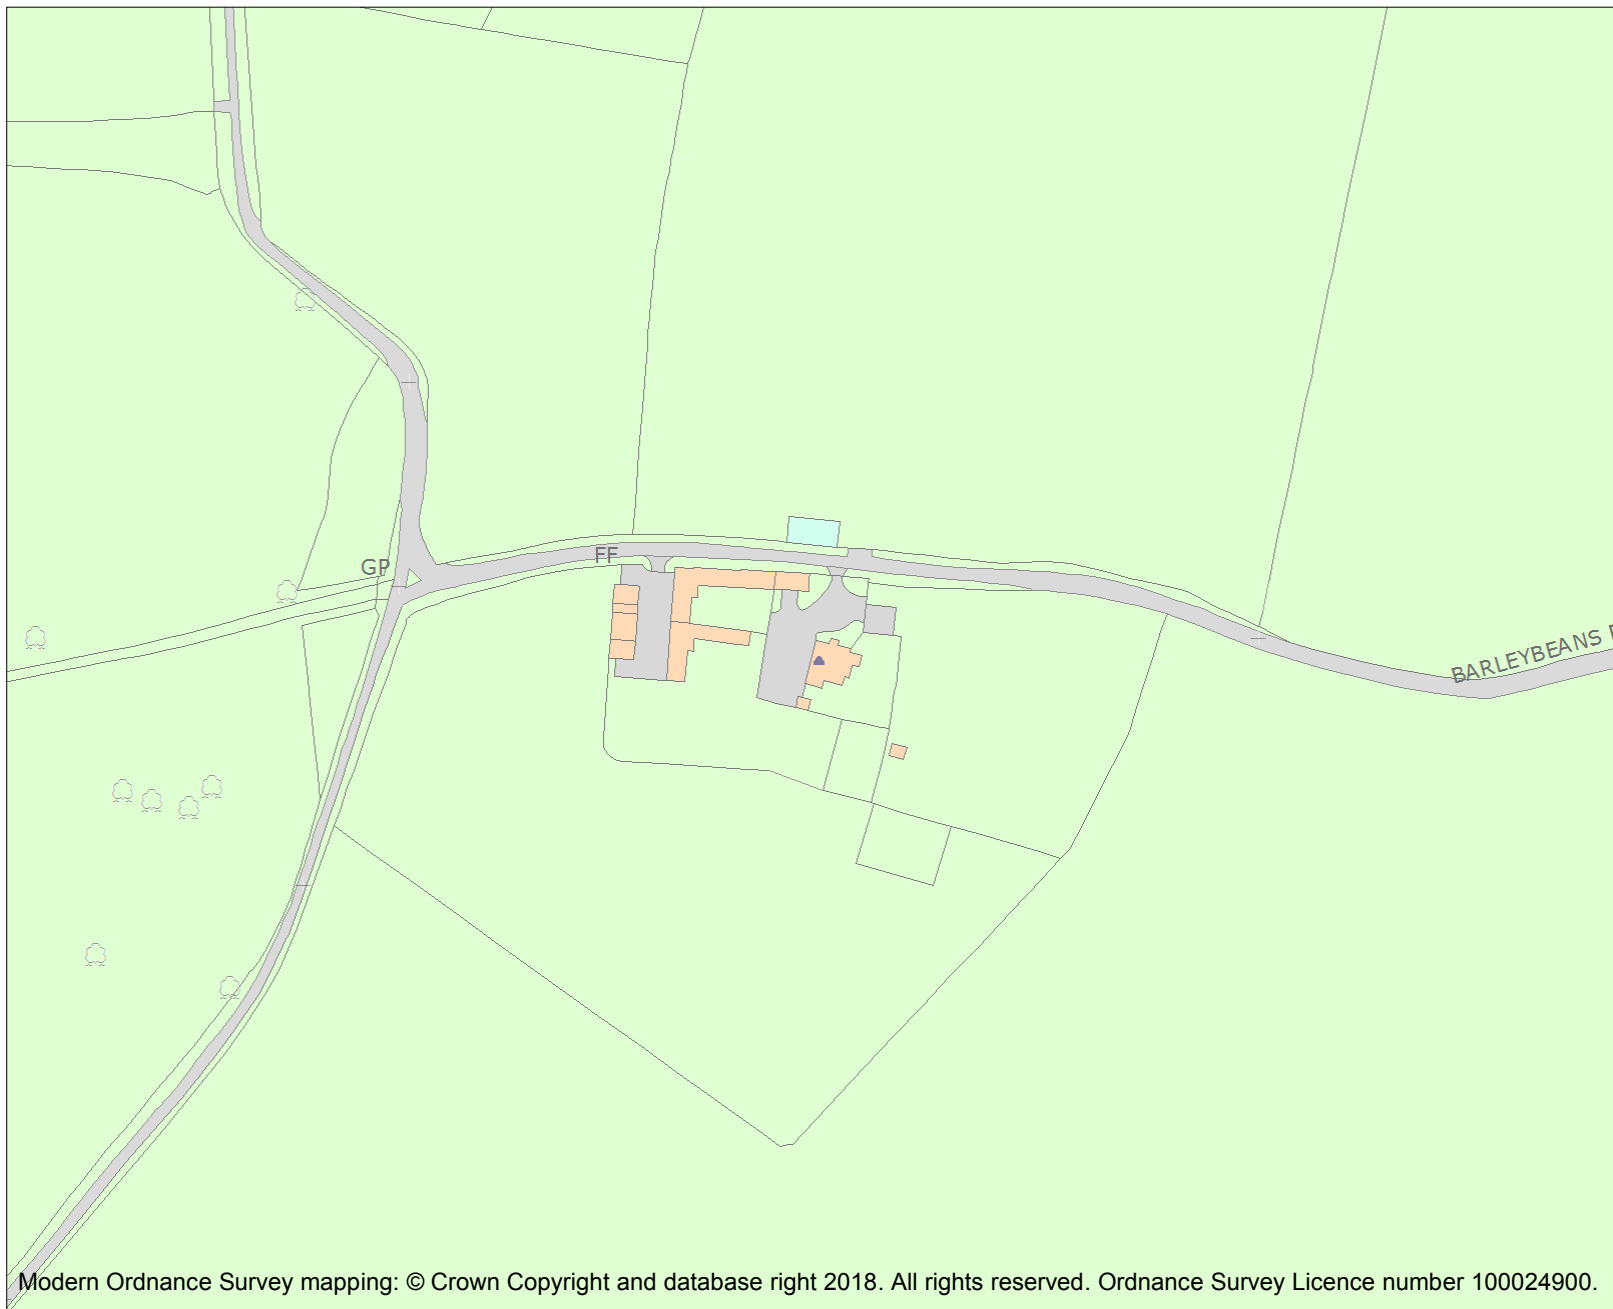 FF
GP
BARLEYBEANS
Modern Ordnance Survey mapping: © Crown Copyright and database right 2018. All rights reserved. Ordnance Survey Licence number 100024900.